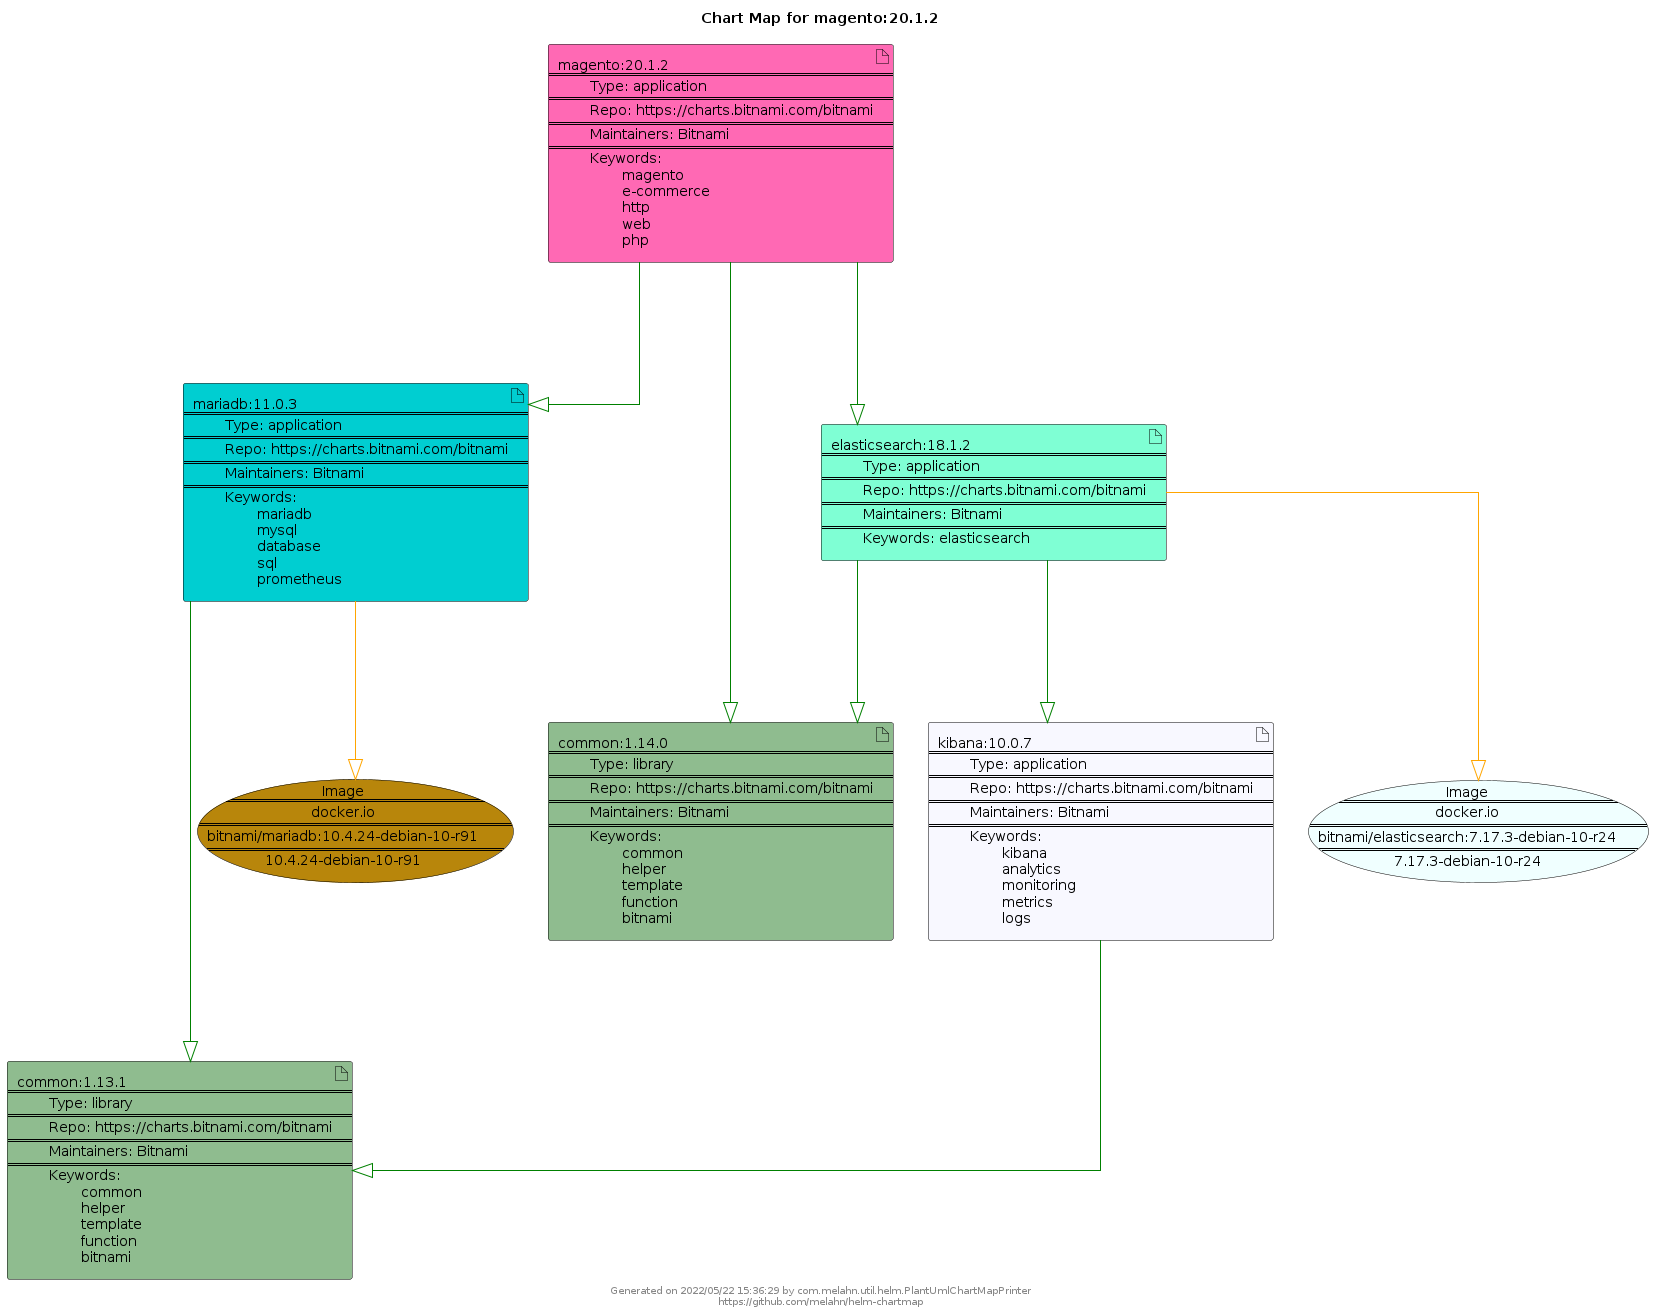 Chart Map for magento:20.1.2
magento:20.1.2
Type: application
Repo: https://charts.bitnami.com/bitnami
Maintainers: Bitnami
Keywords:
magento
e-commerce
http
web
php
mariadb:11.0.3
Type: application
Repo: https://charts.bitnami.com/bitnami
Maintainers: Bitnami
Keywords:
mariadb
mysql
database
sql
prometheus
elasticsearch:18.1.2
Type: application
Repo: https://charts.bitnami.com/bitnami
Maintainers: Bitnami
Keywords: elasticsearch
Image
docker.io
bitnami/mariadb:10.4.24-debian-10-r91
10.4.24-debian-10-r91
common:1.14.0
Type: library
Repo: https://charts.bitnami.com/bitnami
Maintainers: Bitnami
Keywords:
common
helper
template
function
bitnami
kibana:10.0.7
Type: application
Repo: https://charts.bitnami.com/bitnami
Maintainers: Bitnami
Keywords:
kibana
analytics
monitoring
metrics
logs
Image
docker.io
bitnami/elasticsearch:7.17.3-debian-10-r24
7.17.3-debian-10-r24
common:1.13.1
Type: library
Repo: https://charts.bitnami.com/bitnami
Maintainers: Bitnami
Keywords:
common
helper
template
function
bitnami
Generated on 2022/05/22 15:36:29 by com.melahn.util.helm.PlantUmlChartMapPrinter
https://github.com/melahn/helm-chartmap